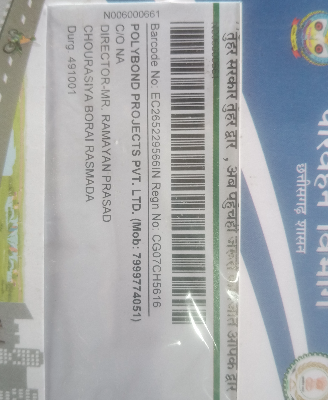 परिवहन विभाग
छत्तीसगढ़ शासन
तुंहर सरकार तुंहर द्वार , अब पहुंचही आपके द्वार
Barcode No: EC265229566IN Regn No: CG07CH5616
POLYBOND PROJECTS PVT. LTD. (Mob: 7999774051)
C/O NA
DIRECTOR-MR. RAMAYAN PRASAD
CHOURASIYA BORAI RASMADA
Durg 491001
N006000661